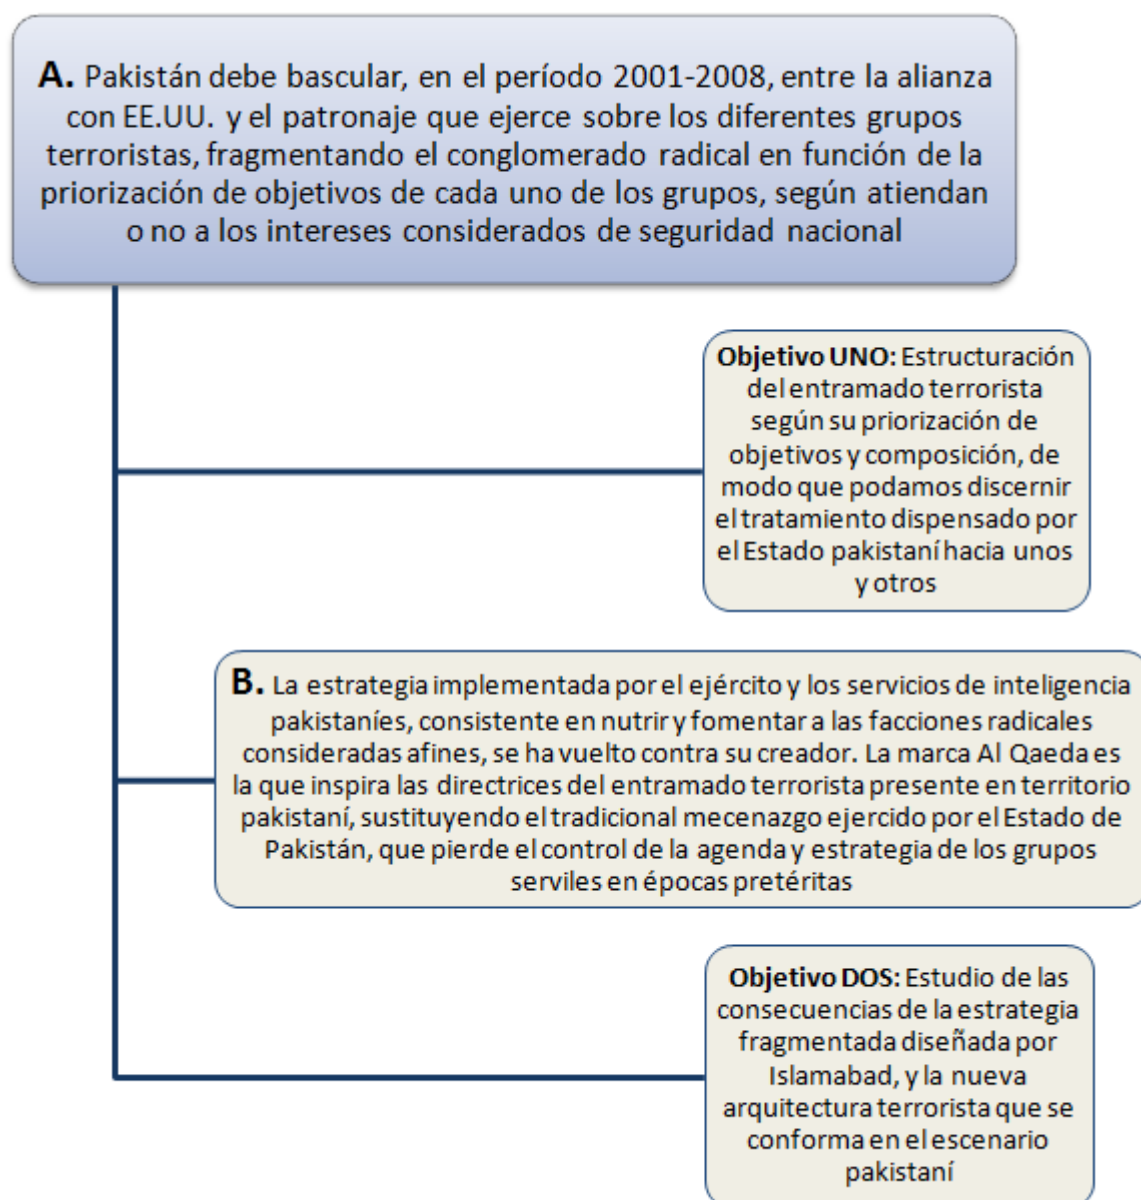 A. Pakistán debe bascular, en el período 2001-2008, entre la alianza
con EE.UU. y el patronaje que ejerce sobre los diferentes grupos
terroristas, fragmentando el conglomerado radical en función de la
priorización de objetivos de cada uno de los grupos, según atiendan
o no a los intereses considerados de seguridad nacional
Objetivo UNO: Estructuración
del entramado terrorista
según su priorización de
objetivos y composición, de
modo que podamos discernir
el tratamiento dispensado por
el Estado pakistaní hacia unos
y otros
B. La estrategia implementada por el ejército y los servicios de inteligencia
pakistaníes, consistente en nutrir y fomentar a las facciones radicales
consideradas afines, se ha vuelto contra su creador. La marca Al Qaeda es
la que inspira las directrices del entramado terrorista presente en territorio
pakistaní, sustituyendo el tradicional mecenazgo ejercido por el Estado de
Pakistán, que pierde el control de la agenda y estrategia de los grupos
serviles en épocas pretéritas
Objetivo DOS: Estudio de las
consecuencias de la estrategia
fragmentada diseñada por
Islamabad, y la nueva
arquitectura terrorista que se
conforma en el escenario
pakistaní